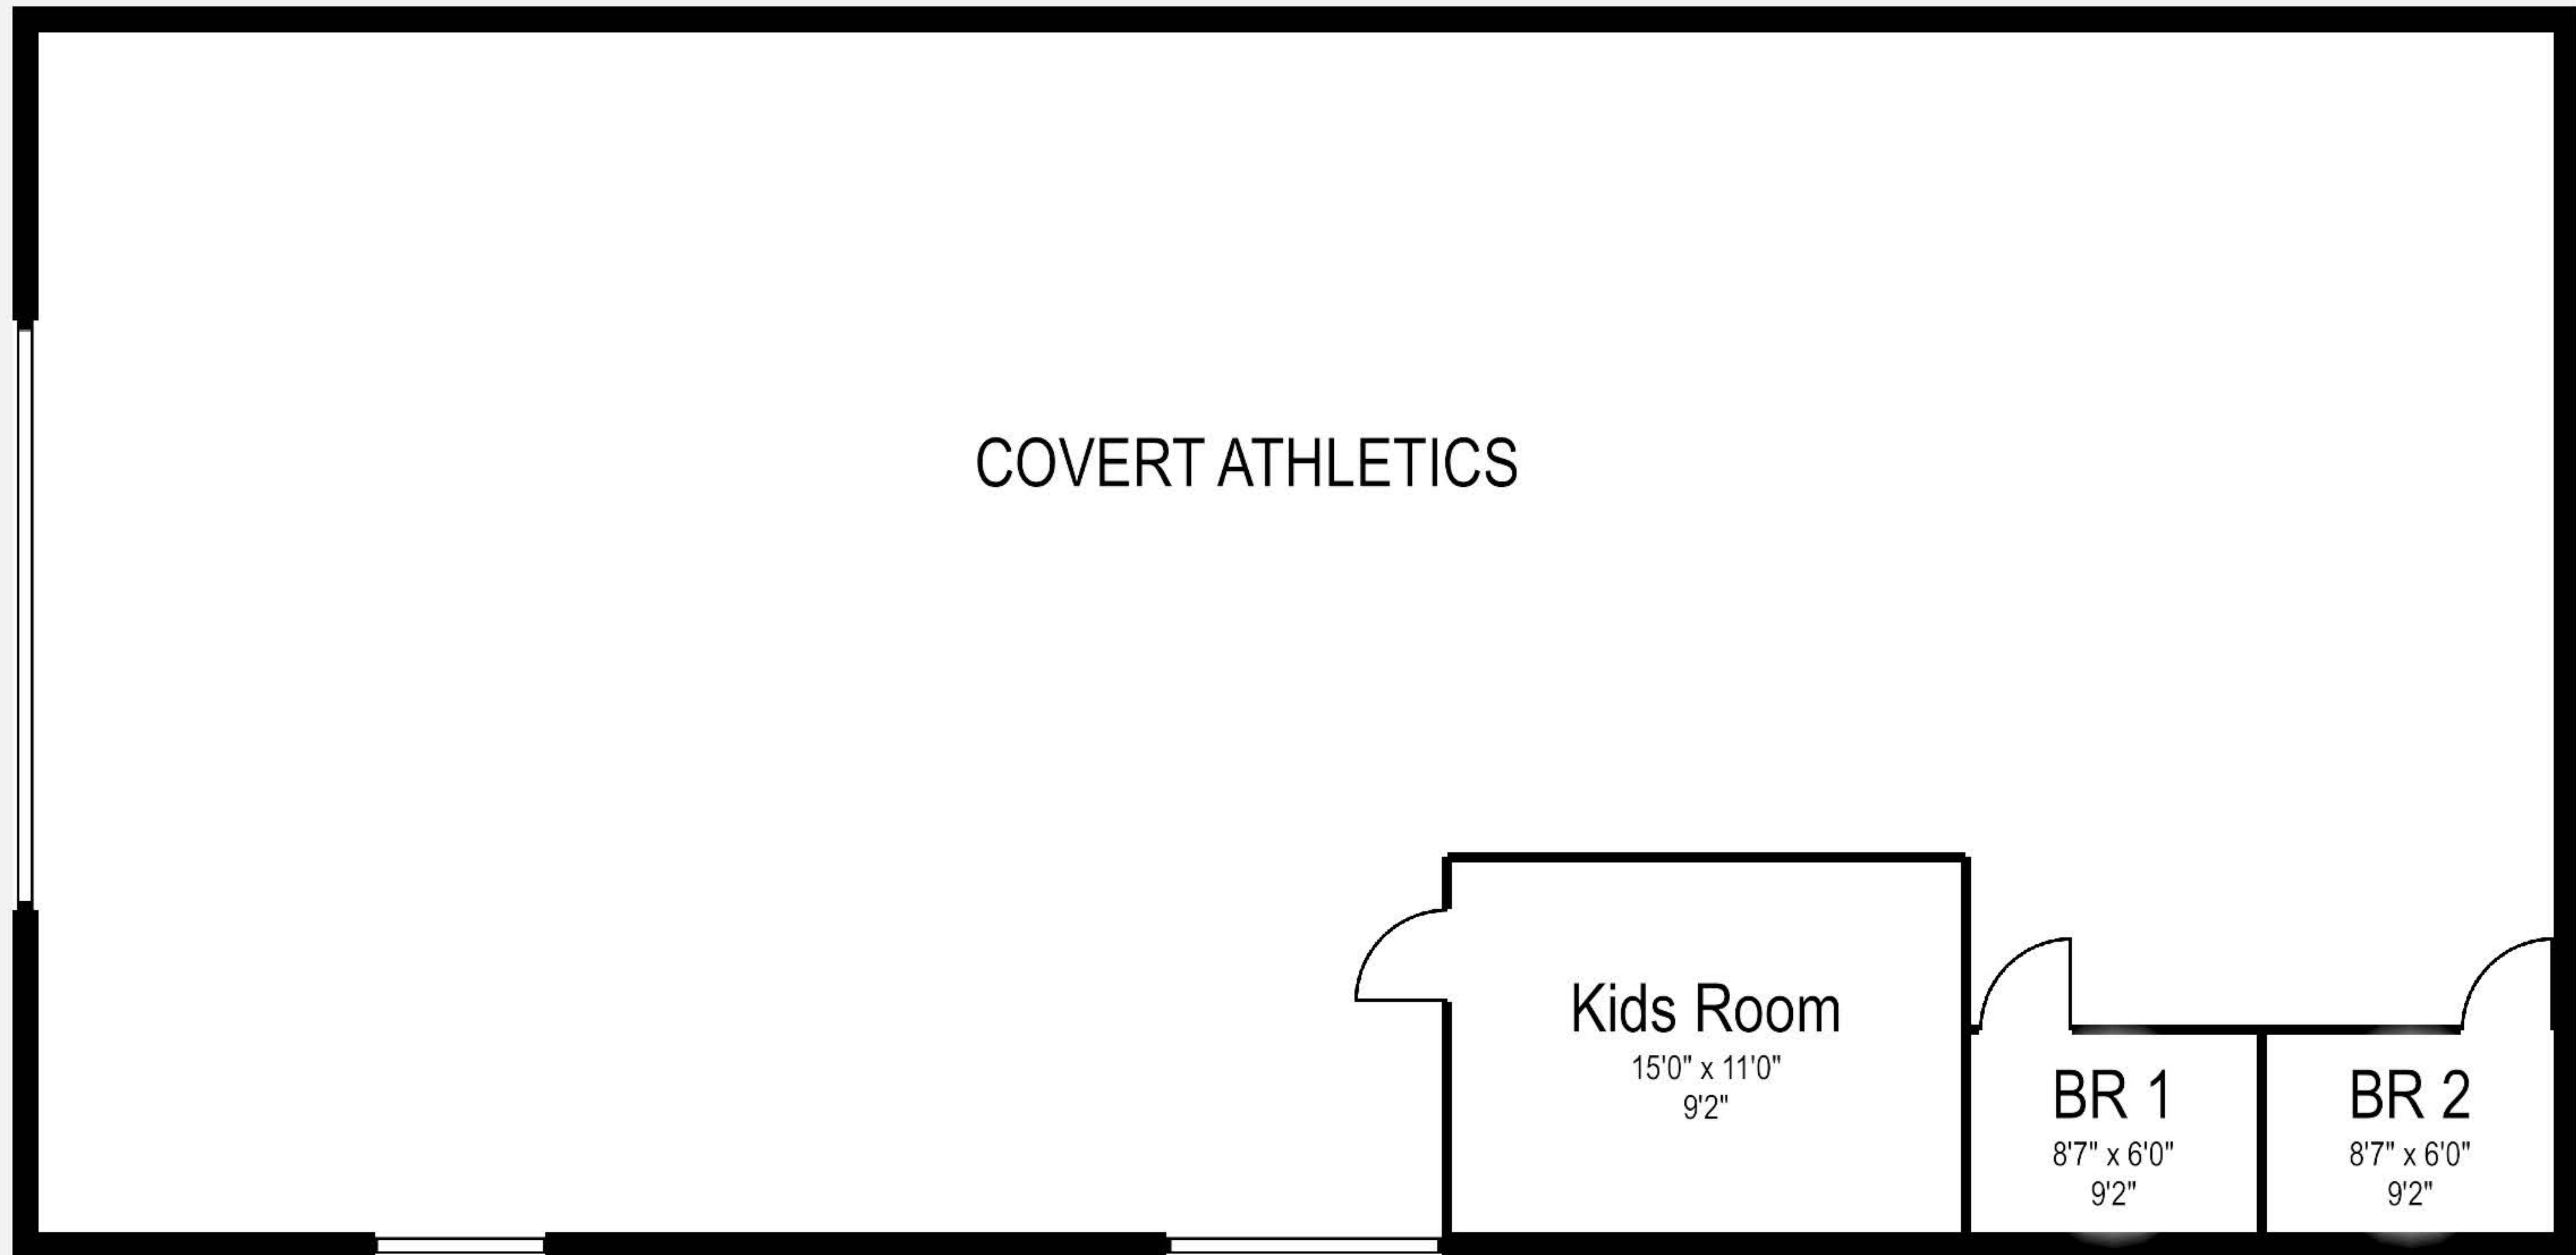 COVERT ATHLETICS
Kids Room
15'0" x 11'0"
9'2"
BR 1
8'7" x 6'0"
9'2"
BR 2
8'7" x 6'0"
9'2"